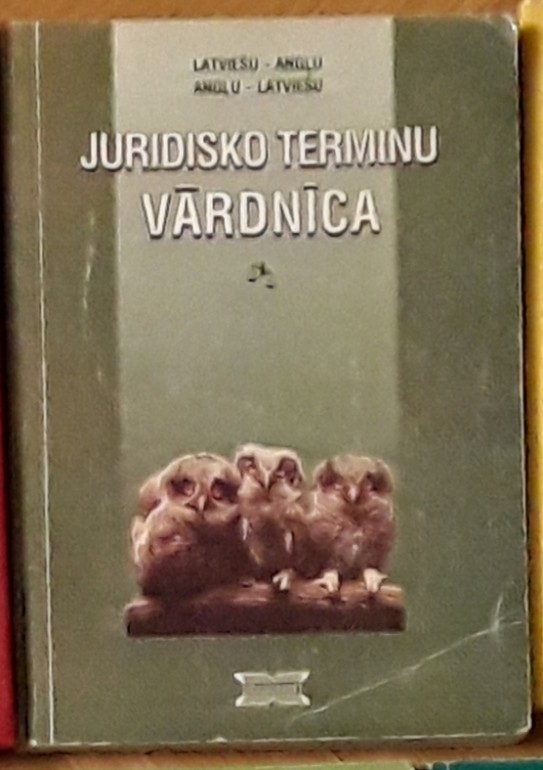 LATVIEŠU - ANGĻU
ANGĻU - LATVIEŠU
JURIDISKO TERMINU
VĀRDNĪCA